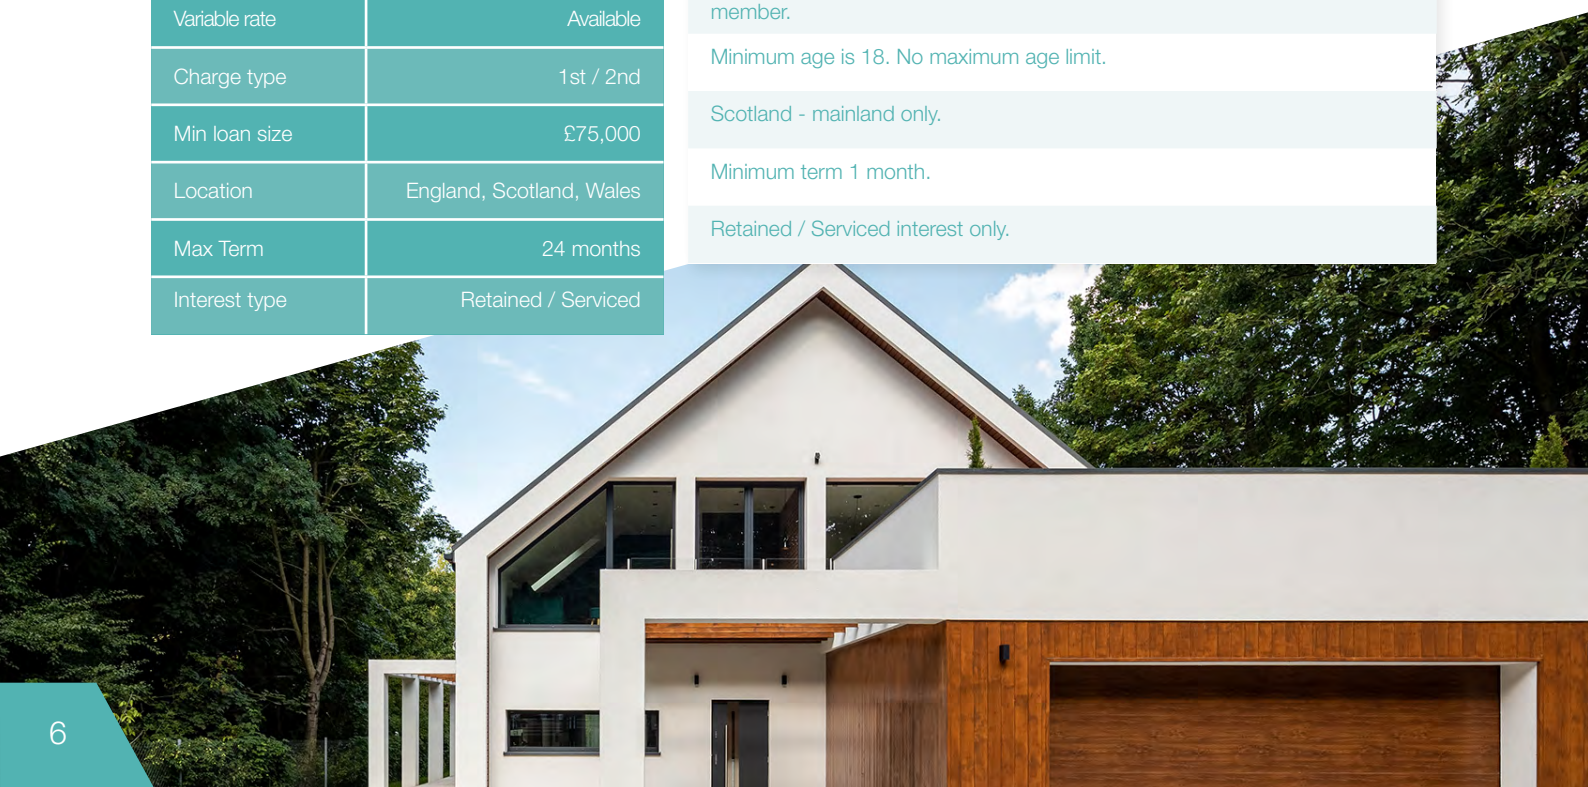 Variable rate Available
Charge type 1st / 2nd
Min loan size £75,000
Location England, Scotland, Wales
Max Term 24 months
Interest type Retained / Serviced
member.
Minimum age is 18. No maximum age limit.
Scotland - mainland only.
Minimum term 1 month.
Retained / Serviced interest only.
6